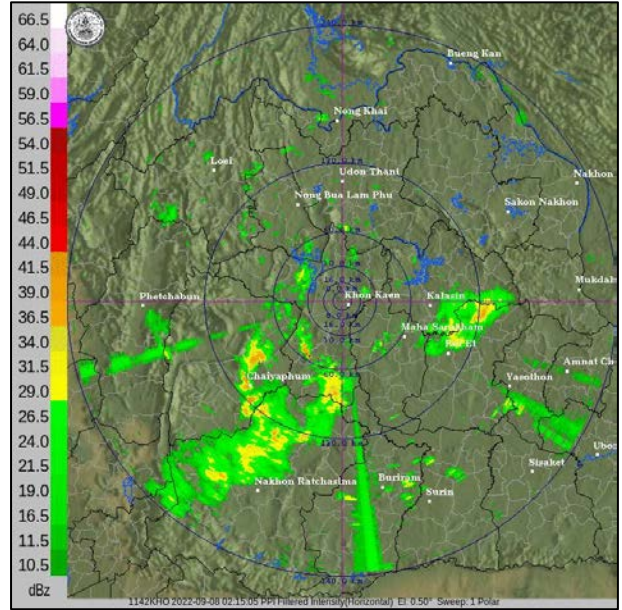 66.5
64.0
61.5
59.0
56.5
54.0
51.5
49.0
46.5
44.0
41.5
39.0
36.5
34.0
31.5
29.0
26.5
24.0
21.5
19.0
16.5
14.0
11.5
10.5
dBz
Bueng Kan
Nong Khai
Loei
Udon Thani
Nakhon
Nong Bua Lam Phu
Sakon Nakhon
Mukdah
Phetchabun
Khon Kaen
Kalasin
Maha Sarakham
Roi Et
Chaiyaphum
Amnat Ch
Yasothon
Ubon
Sisaket
Nakhon Ratchasima
Buriram
Surin
1142KHO 2022-09-08 02:15:05 PPI Filtered Intensity(Horizontal) El. 0.50° Sweep: 1 Polar